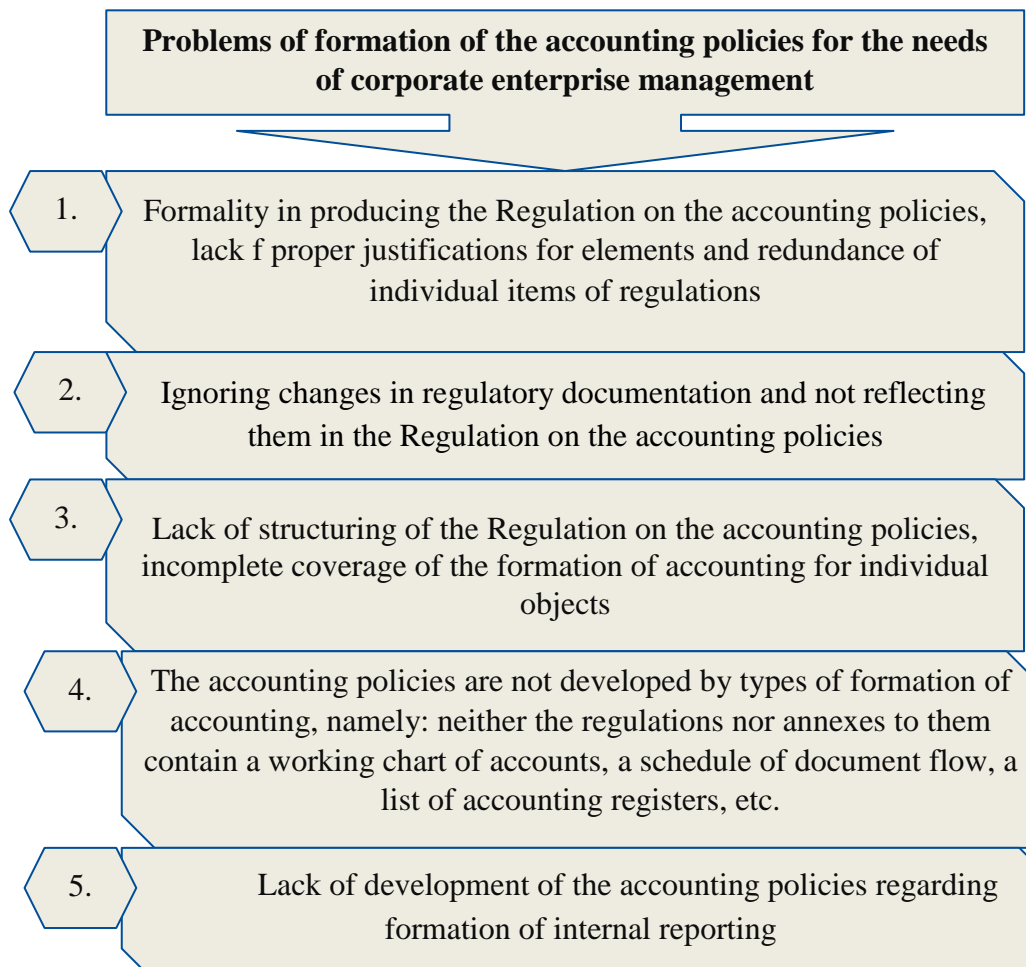 Problems of formation of the accounting policies for the needs
of corporate enterprise management
1.
Formality in producing the Regulation on the accounting policies,
lack f proper justifications for elements and redundance of
individual items of regulations
2.
Ignoring changes in regulatory documentation and not reflecting
them in the Regulation on the accounting policies
3.
Lack of structuring of the Regulation on the accounting policies,
incomplete coverage of the formation of accounting for individual
objects
4.
The accounting policies are not developed by types of formation of
accounting, namely: neither the regulations nor annexes to them
contain a working chart of accounts, a schedule of document flow, a
list of accounting registers, etc.
5.
Lack of development of the accounting policies regarding
formation of internal reporting